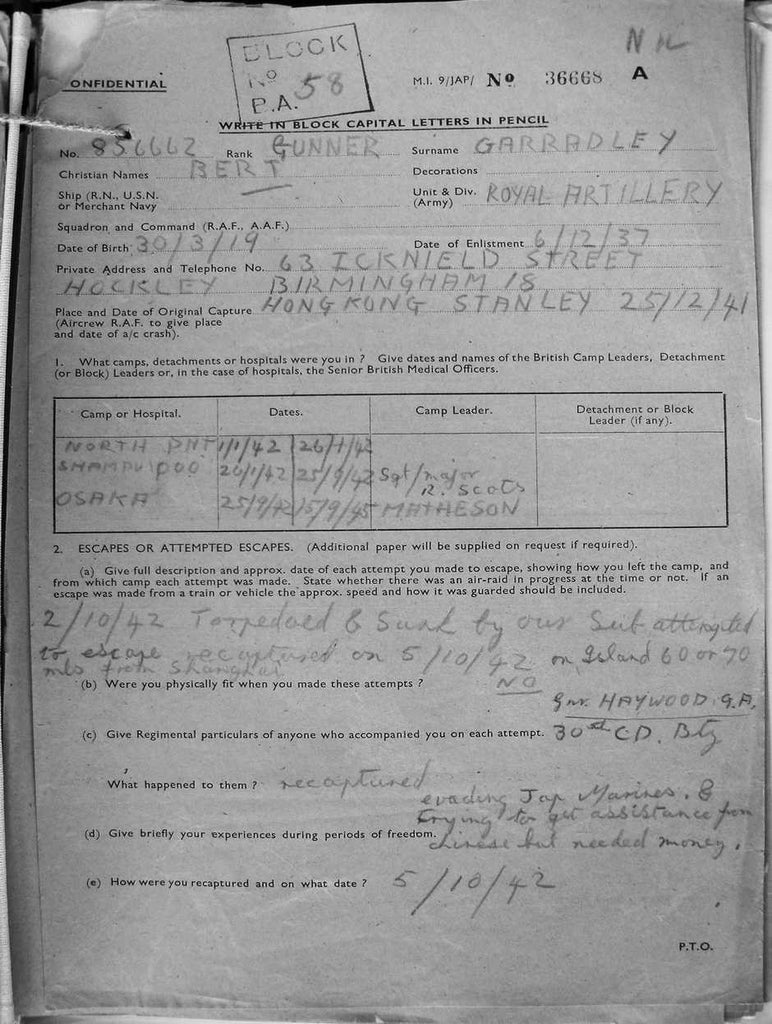 BLOCK
No 58
P.A.
N
ONFIDENTIAL
M.I. 9/JAP/ No 36668 A
WRITE IN BLOCK CAPITAL LETTERS IN PENCIL
No. 856662 Rank GUNNER Surname GARRADLEY
Christian Names BERT Decorations
Ship (R.N., U.S.N. or Merchant Navy Unit & Div. (Army) ROYAL ARTILLERY
Squadron and Command (R.A.F., A.A.F.)
Date of Birth 30/3/19 Date of Enlistment 6/12/37
Private Address and Telephone No. 63 ICKNIELD STREET
HOCKLEY BIRMINGHAM 18
Place and Date of Original Capture HONG KONG STANLEY 25/12/41
(Aircrew R.A.F. to give place
and date of a/c crash).
1. What camps, detachments or hospitals were you in ? Give dates and names of the British Camp Leaders, Detachment
(or Block) Leaders or, in the case of hospitals, the Senior British Medical Officers.
Camp or Hospital. Dates. Camp Leader. Detachment or Block
Leader (if any).
NORTH PNT 1/1/42 26/1/42
SHAMPUPOO 26/1/42 25/9/42 Sgt/major
R. Scots
OSAKA 25/9/42 15/9/45 MATHESON
2. ESCAPES OR ATTEMPTED ESCAPES. (Additional paper will be supplied on request if required).
(a) Give full description and approx. date of each attempt you made to escape, showing how you left the camp, and
from which camp each attempt was made. State whether there was an air-raid in progress at the time or not. If an
escape was made from a train or vehicle the approx. speed and how it was guarded should be included.
2/10/42 Torpedoed & Sunk by our Sub attempted
to escape recaptured on 5/10/42 on Island 60 or 70
mls from Shanghai
(b) Were you physically fit when you made these attempts ? NO
Gnr. HAYWOOD G.A.
(c) Give Regimental particulars of anyone who accompanied you on each attempt. 30st C.D. Bty
What happened to them ? recaptured
evading Jap Marines. &
trying to get assistance from
(d) Give briefly your experiences during periods of freedom. chinese but needed money.
(e) How were you recaptured and on what date ? 5/10/42
P.T.O.